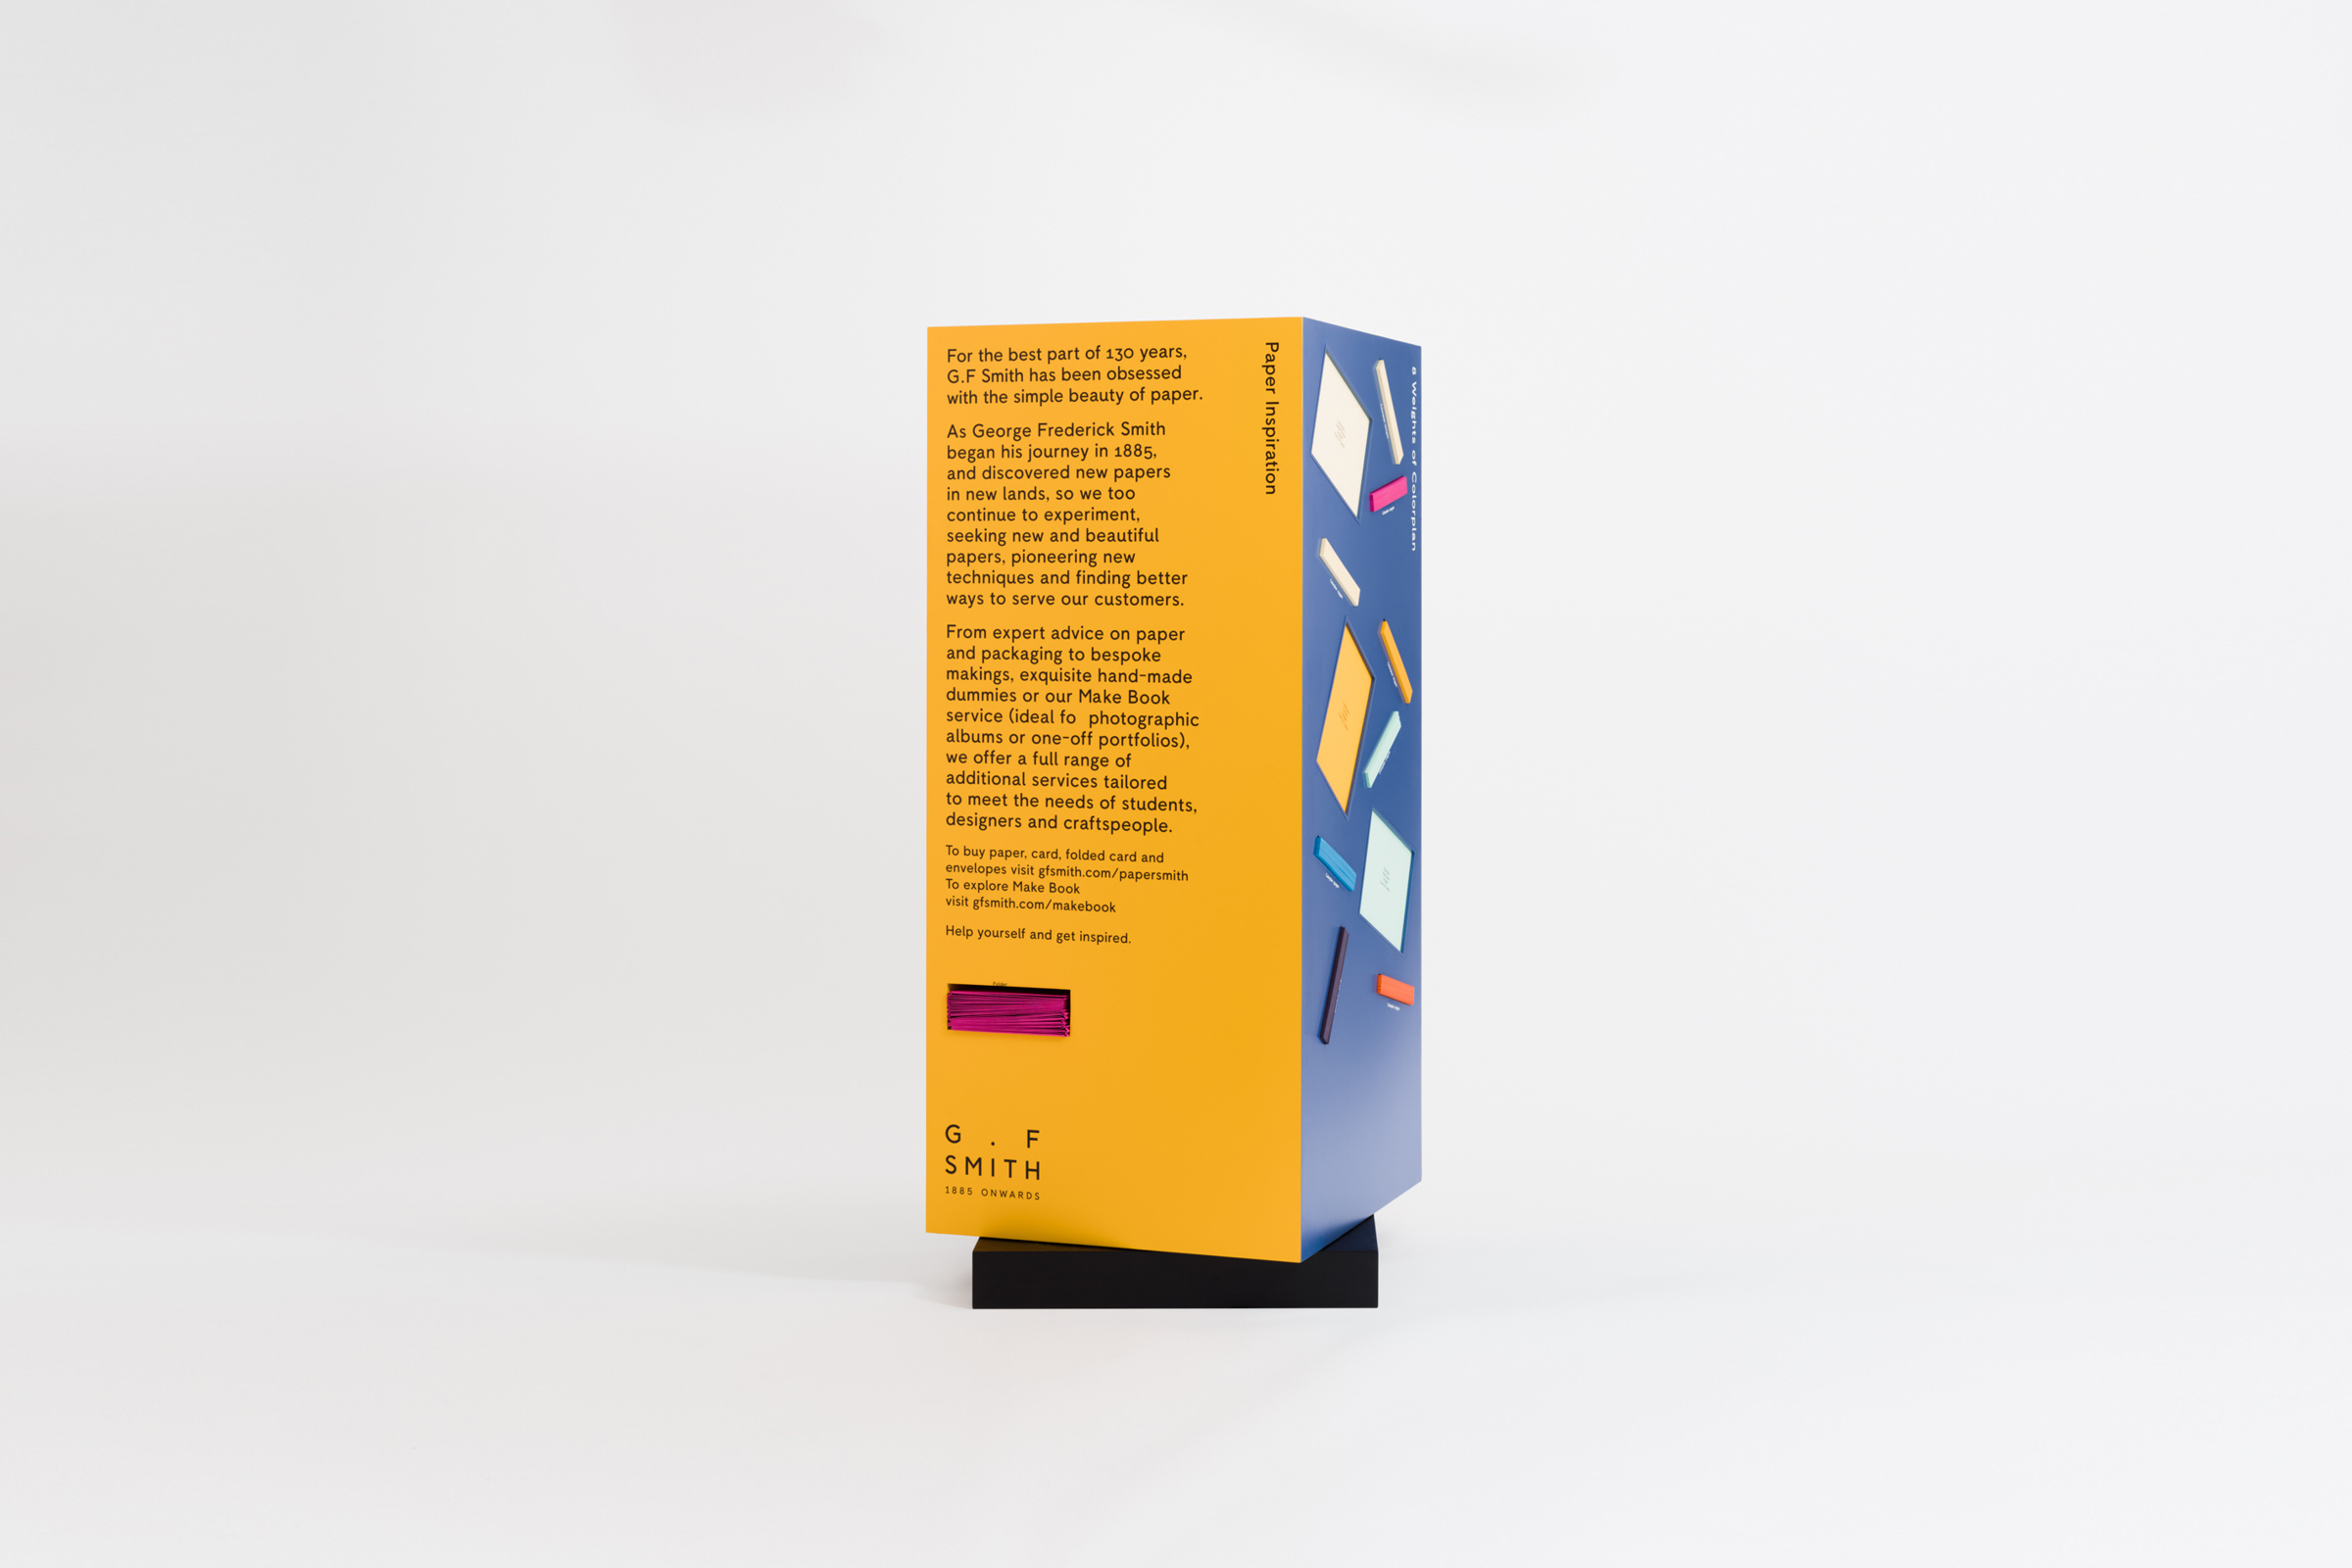 For the best part of 130 years,
G.F Smith has been obsessed
with the simple beauty of paper.
As George Frederick Smith
began his journey in 1885,
and discovered new papers
in new lands, so we too
continue to experiment,
seeking new and beautiful
papers, pioneering new
techniques and finding better
ways to serve our customers.
From expert advice on paper
and packaging to bespoke
makings, exquisite hand-made
dummies or our Make Book
service (ideal fo photographic
albums or one-off portfolios),
we offer a full range of
additional services tailored
to meet the needs of students,
designers and craftspeople.
To buy paper, card, folded card and
envelopes visit gfsmith.com/papersmith
To explore Make Book
visit gfsmith.com/makebook
Help yourself and get inspired.
Folder
G . F
SMITH
1885 ONWARDS
Paper Inspiration
8 Weights of Colorplan